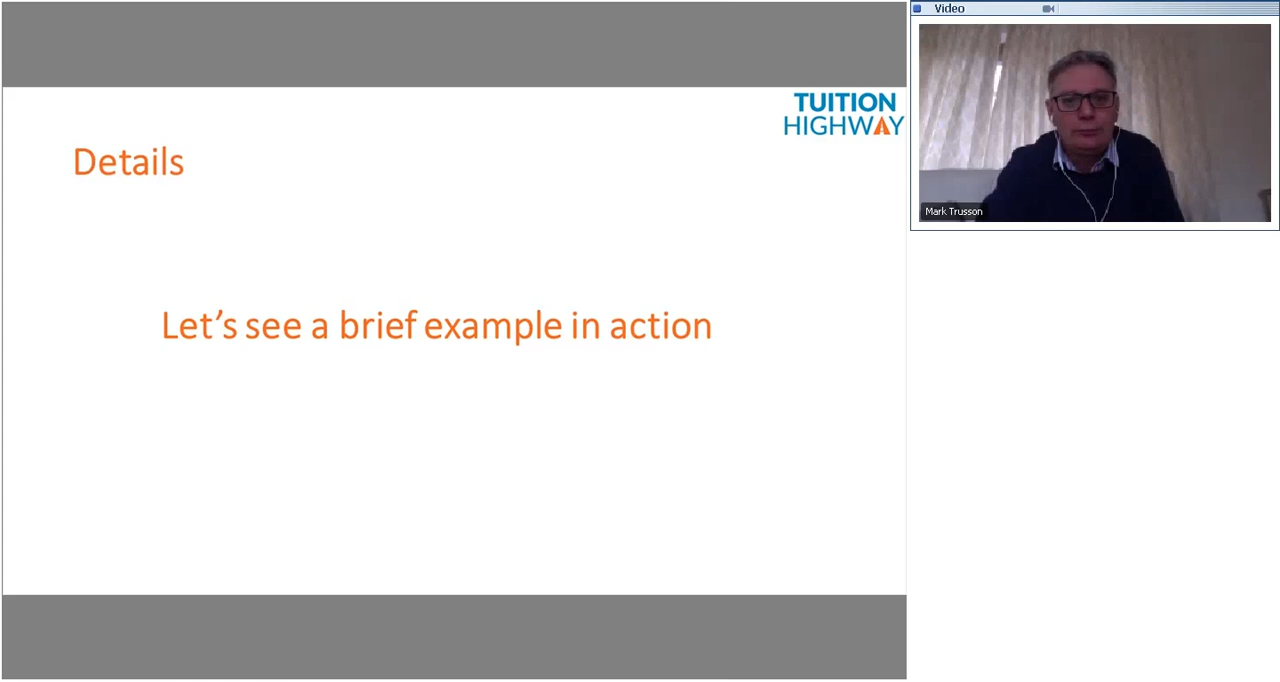 TUITION
HIGHWAY
Details
Let's see a brief example in action
Video
Mark Trusson